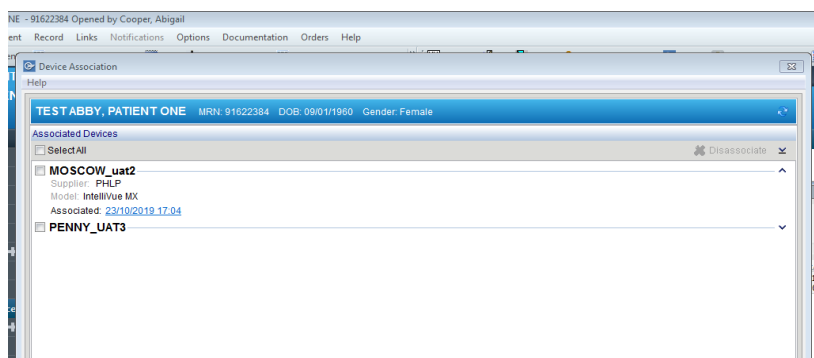 NE - 91622384 Opened by Cooper, Abigail
ent Record Links Notifications Options Documentation Orders Help
Device Association
Help
TESTABBY, PATIENT ONE MRN: 91622384 DOB: 09/01/1960 Gender: Female
Associated Devices
Select All Disassociate
MOSCOW_uat2
Supplier: PHLP
Model: IntelliVue MX
Associated: 23/10/2019 17:04
PENNY_UAT3